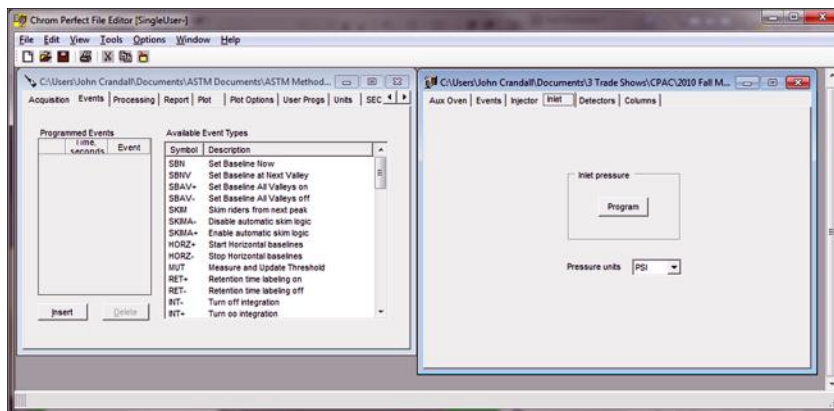 Chrom Perfect File Editor [SingleUser-]
File Edit View Tools Options Window Help
C:\Users\John Crandall\Documents\ASTM Documents\ASTM Method...
Acquisition Events Processing Report Plot Plot Options User Progs Units SEC
Programmed Events
Time, seconds Event
Insert Delete
Available Event Types
Symbol Description
SBN Set Baseline Now
SBNV Set Baseline at Next Valley
SBAV+ Set Baseline All Valleys on
SBAV- Set Baseline All Valleys off
SKIM Skim riders from next peak
SKIMA- Disable automatic skim logic
SKIMA+ Enable automatic skim logic
HORZ+ Start Horizontal baselines
HORZ- Stop Horizontal baselines
MUT Measure and Update Threshold
RET+ Retention time labeling on
RET- Retention time labeling off
INT- Turn off integration
INT+ Turn oo integration
C:\Users\John Crandall\Documents\3 Trade Shows\CPAC\2010 Fall M...
Aux Oven Events Injector Inlet Detectors Columns
Inlet pressure
Program
Pressure units PSI